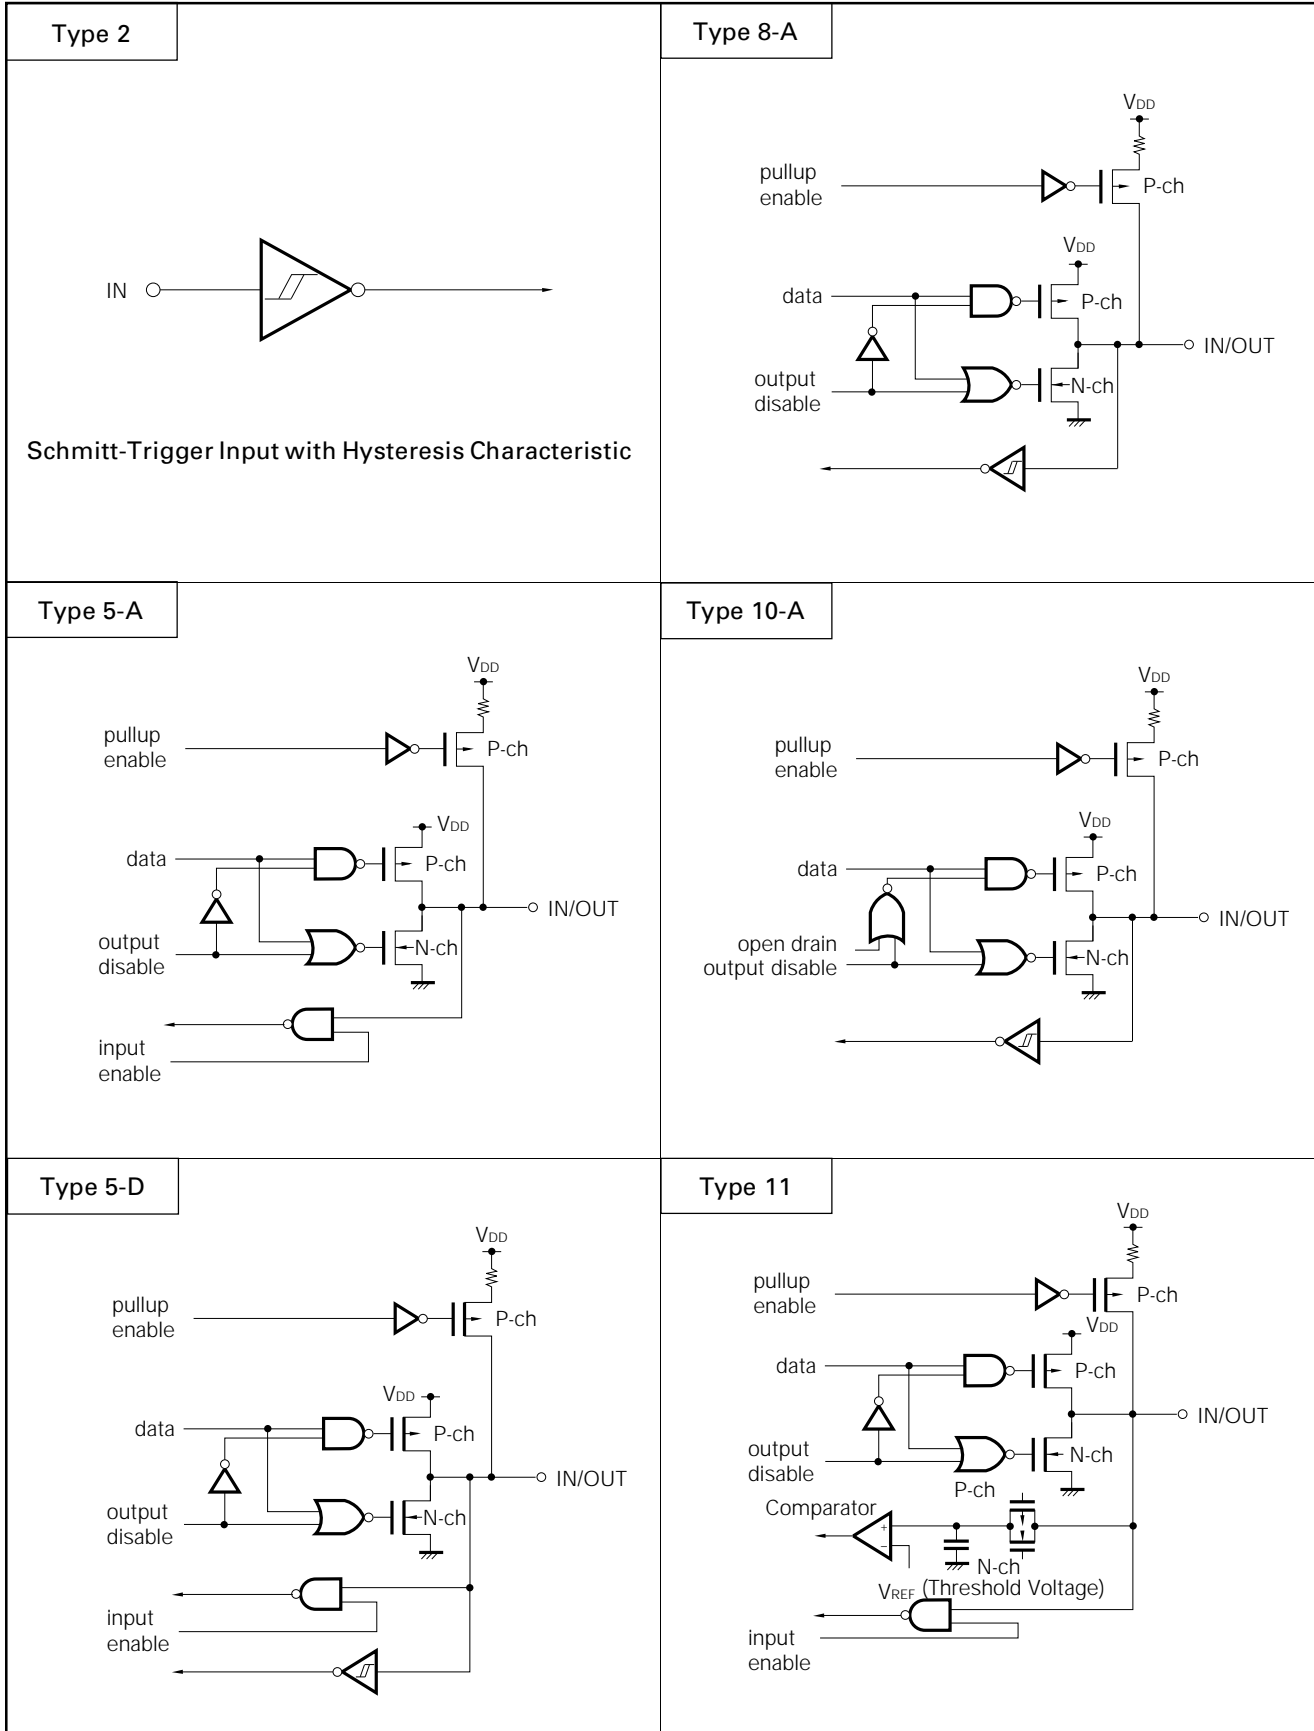 Type 2
IN
Schmitt-Trigger Input with Hysteresis Characteristic
Type 8-A
VDD
pullup
enable
P-ch
VDD
data
P-ch
IN/OUT
output
disable
N-ch
Type 5-A
VDD
pullup
enable
P-ch
VDD
data
P-ch
IN/OUT
output
disable
N-ch
input
enable
Type 10-A
VDD
pullup
enable
P-ch
VDD
data
P-ch
IN/OUT
open drain
output disable
N-ch
Type 5-D
VDD
pullup
enable
P-ch
VDD
data
P-ch
IN/OUT
output
disable
N-ch
input
enable
Type 11
VDD
pullup
enable
P-ch
VDD
data
P-ch
IN/OUT
output
disable
N-ch
P-ch
Comparator
+
−
N-ch
VREF (Threshold Voltage)
input
enable